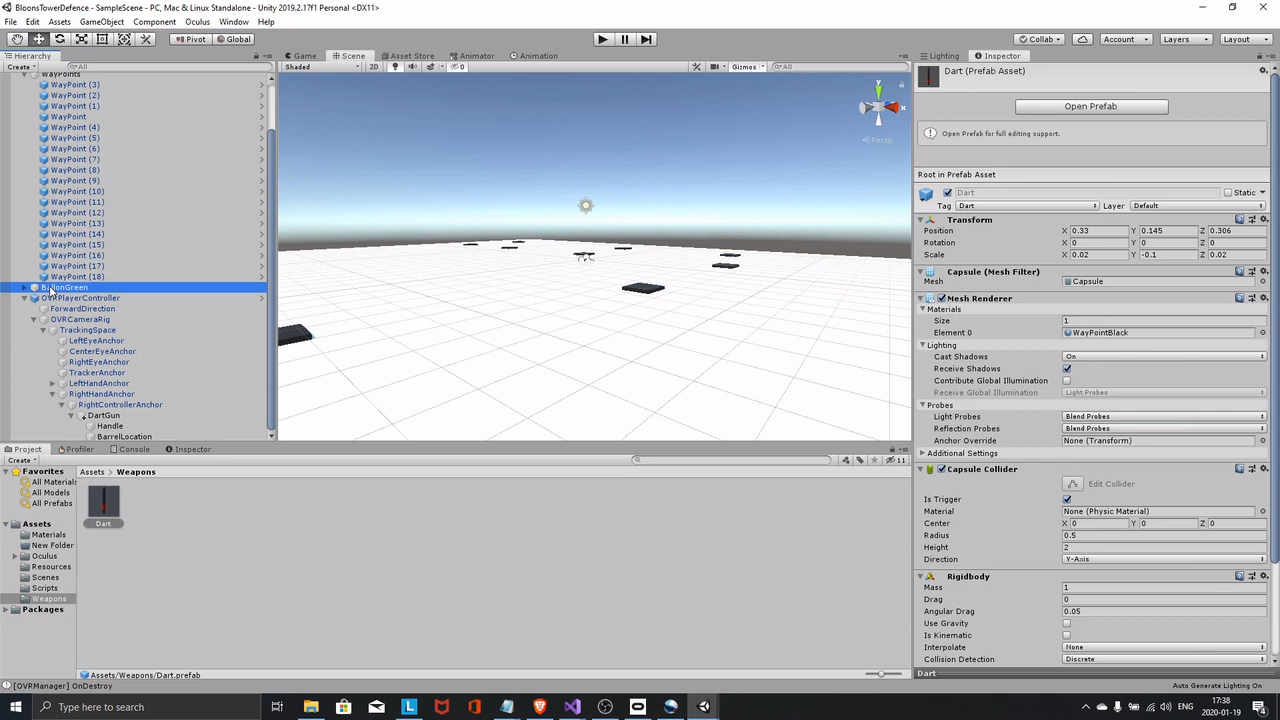 BloonsTowerDefence - SampleScene - PC, Mac & Linux Standalone - Unity 2019.2.17f1 Personal <DX11>
File Edit Assets GameObject Component Oculus Window Help
Pivot Global Collab Account Layers Layout
Hierarchy Game Scene Asset Store Animator Animation Lighting Inspector
Create All Shaded 2D 0 Gizmos All
WayPoints
WayPoint (3)
WayPoint (2)
WayPoint (1)
WayPoint
WayPoint (4)
WayPoint (5)
WayPoint (6)
WayPoint (7)
WayPoint (8)
WayPoint (9)
WayPoint (10)
WayPoint (11)
WayPoint (12)
WayPoint (13)
WayPoint (14)
WayPoint (15)
WayPoint (16)
WayPoint (17)
WayPoint (18)
OVRPlayerController
ForwardDirection
OVRCameraRig
TrackingSpace
LeftEyeAnchor
CenterEyeAnchor
RightEyeAnchor
TrackerAnchor
LeftHandAnchor
RightHandAnchor
RightControllerAnchor
DartGun
Handle
BarrelLocation
y
x
Persp
Project Profiler Console Inspector
Create 11
Favorites
All Materials
All Models
All Prefabs
Assets
Materials
New Folder
Oculus
Resources
Scenes
Scripts
Weapons
Packages
Assets Weapons
Dart
Assets/Weapons/Dart.prefab
Dart (Prefab Asset)
Open Prefab
Open Prefab for full editing support.
Root in Prefab Asset
Dart Static
Tag Dart Layer Default
Transform
Position X 0.33 Y 0.145 Z 0.306
Rotation X 0 Y 0 Z 0
Scale X 0.02 Y -0.1 Z 0.02
Capsule (Mesh Filter)
Mesh Capsule
Mesh Renderer
Materials
Size 1
Element 0 WayPointBlack
Lighting
Cast Shadows On
Receive Shadows
Contribute Global Illumination
Receive Global Illumination Light Probes
Probes
Light Probes Blend Probes
Reflection Probes Blend Probes
Anchor Override None (Transform)
Additional Settings
Capsule Collider
Edit Collider
Is Trigger
Material None (Physic Material)
Center X 0 Y 0 Z 0
Radius 0.5
Height 2
Direction Y-Axis
Rigidbody
Mass 1
Drag 0
Angular Drag 0.05
Use Gravity
Is Kinematic
Interpolate None
Collision Detection Discrete
Dart
[OVRManager] OnDestroy
Auto Generate Lighting On
Type here to search
ENG
17:38
2020-01-19